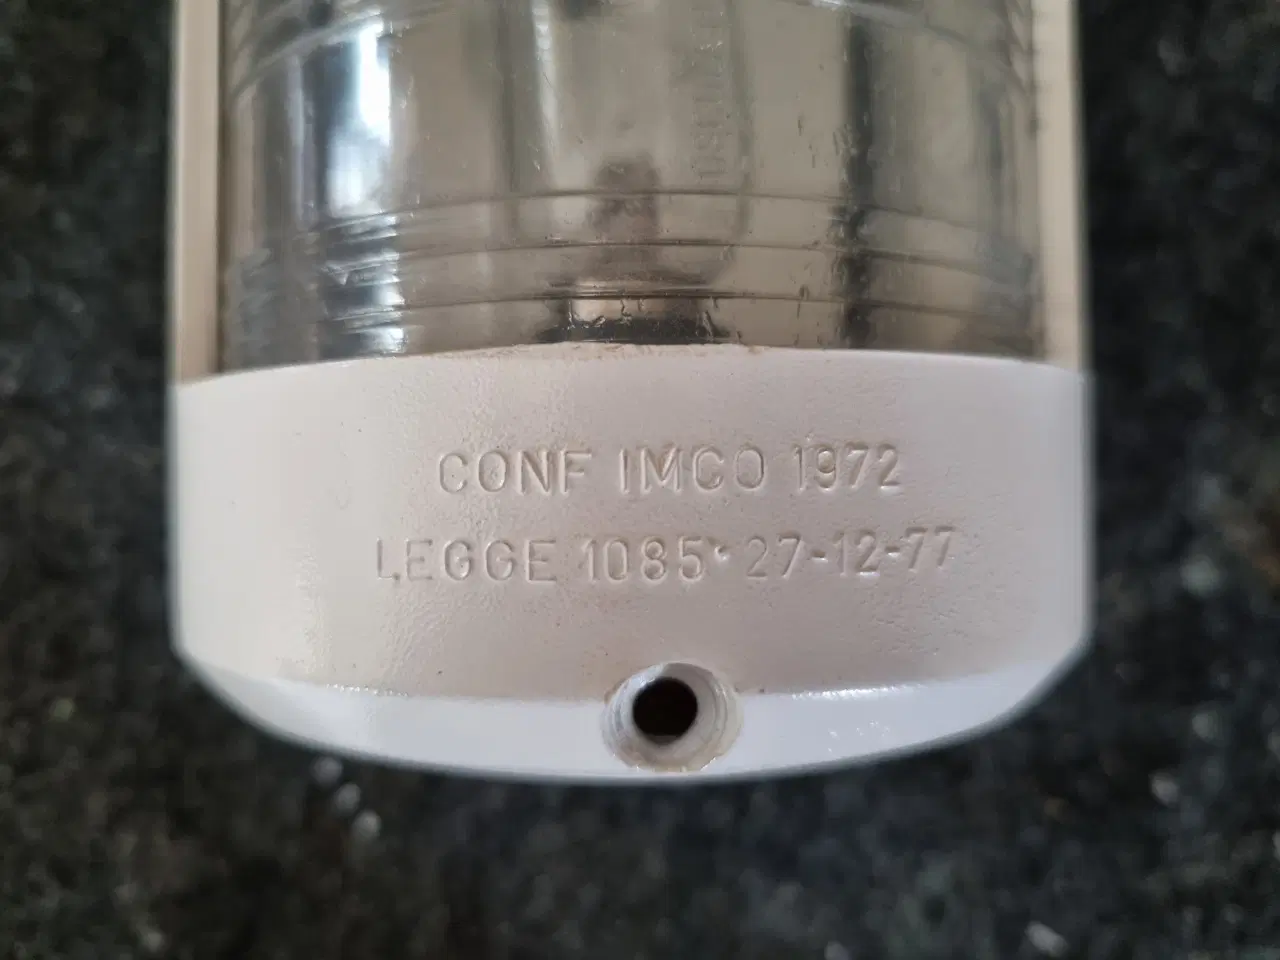 CONF IMCO 1972
LEGGE 1085·27-12-77